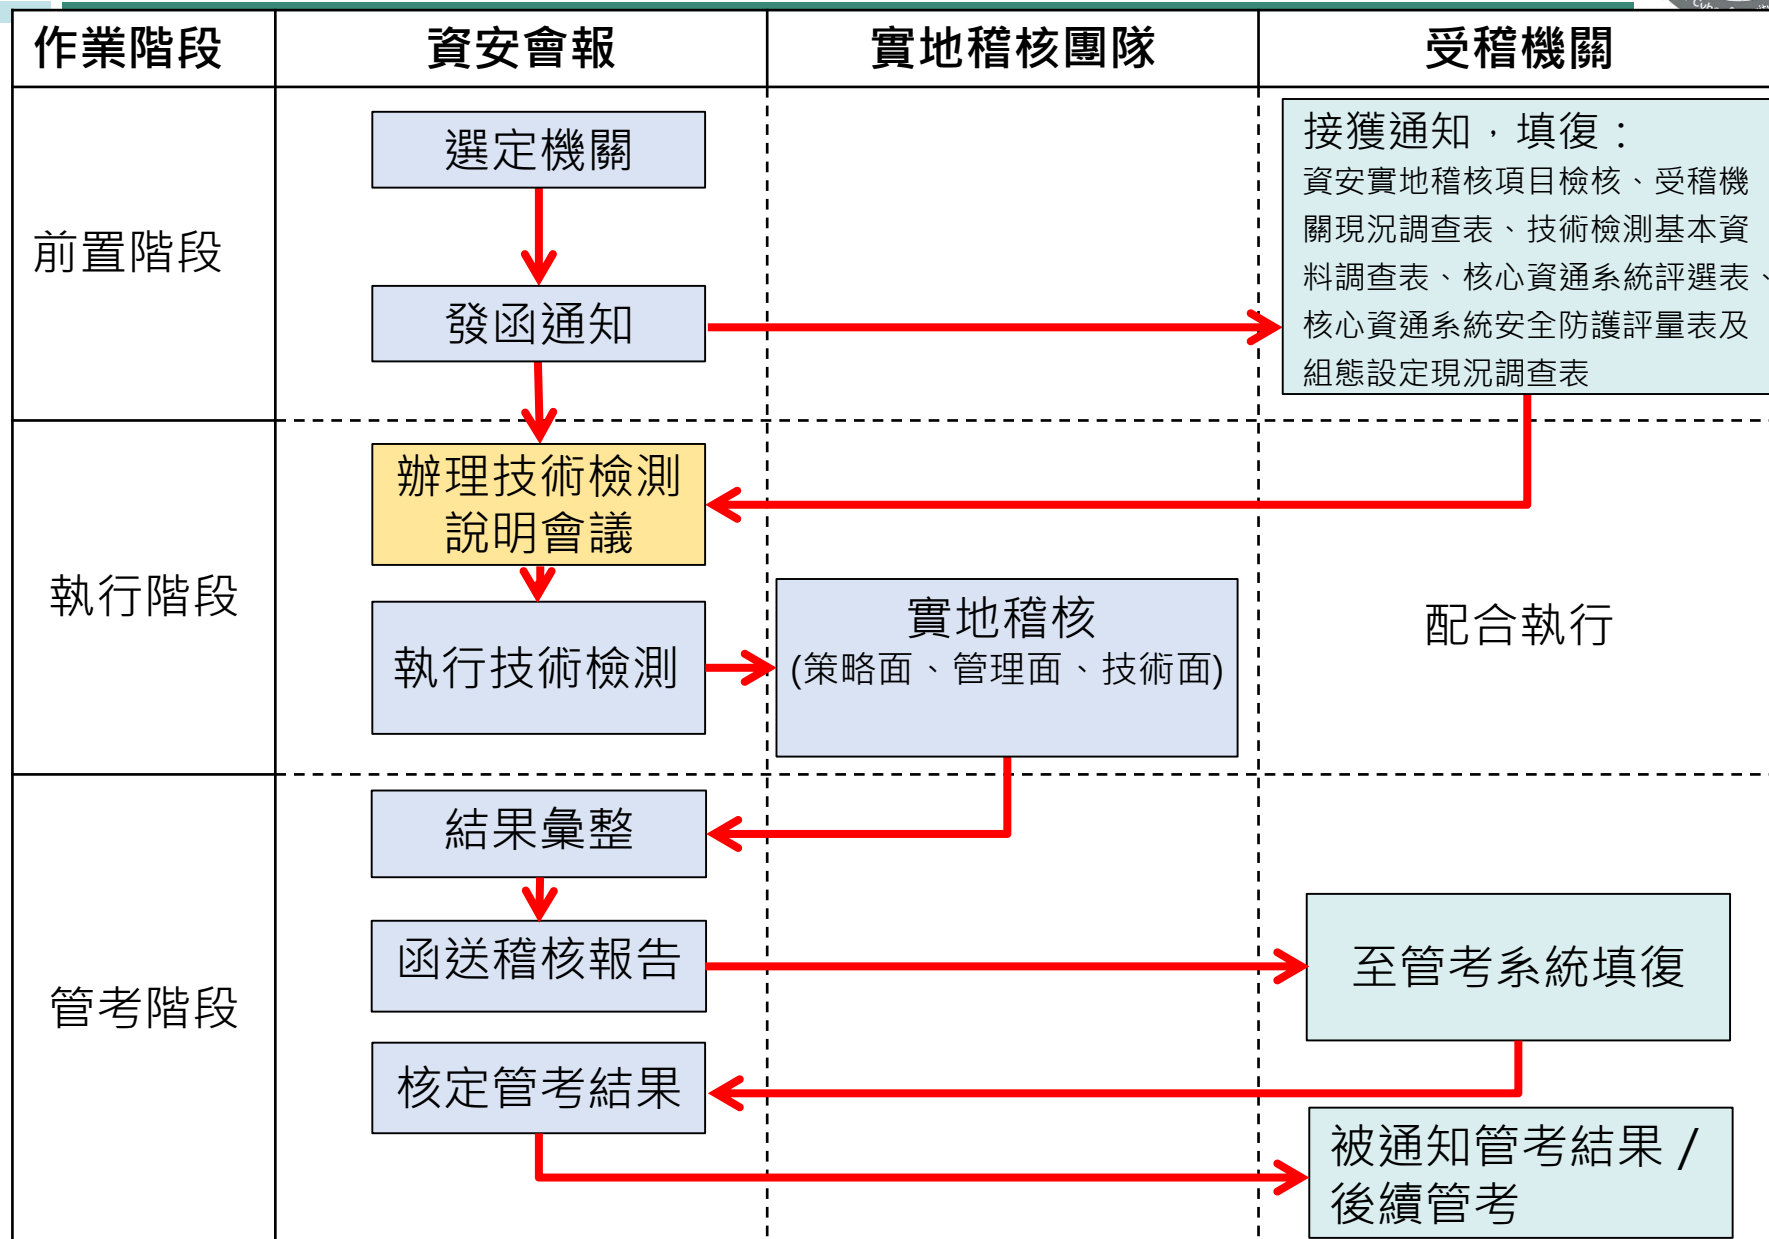 作業階段
資安會報
實地稽核團隊
受稽機關
前置階段
選定機關
發函通知
接獲通知，填復：
資安實地稽核項目檢核、受稽機
關現況調查表、技術檢測基本資
料調查表、核心資通系統評選表、
核心資通系統安全防護評量表及
組態設定現況調查表
執行階段
辦理技術檢測
說明會議
執行技術檢測
實地稽核
(策略面、管理面、技術面)
配合執行
管考階段
結果彙整
函送稽核報告
至管考系統填復
核定管考結果
被通知管考結果 /
後續管考